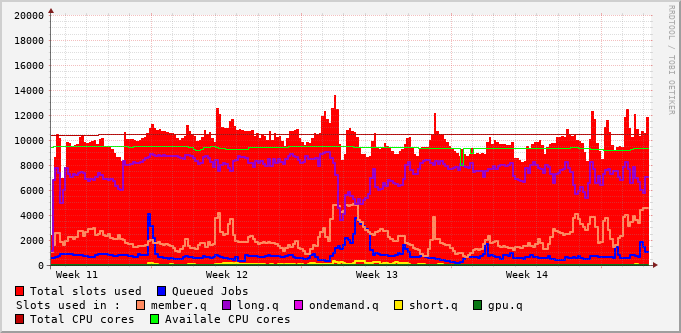 20000
18000
16000
14000
12000
10000
8000
6000
4000
2000
0
Week 11 Week 12 Week 13 Week 14
Total slots used Queued Jobs
Slots used in : member.q long.q ondemand.q short.q gpu.q
Total CPU cores Availale CPU cores
RRDTOOL / TOBI OETIKER